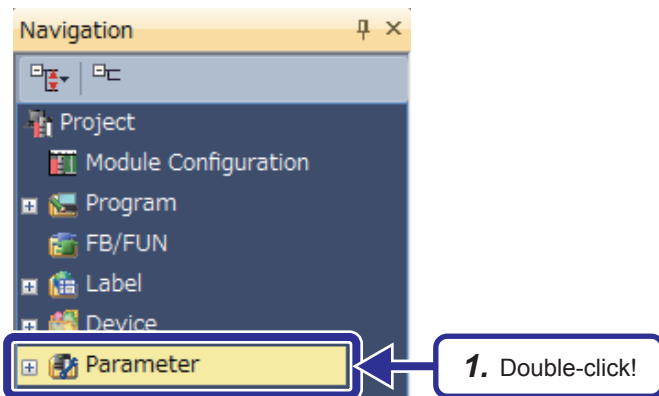 Navigation
Project
Module Configuration
Program
FB/FUN
Label
Device
Parameter
1. Double-click!